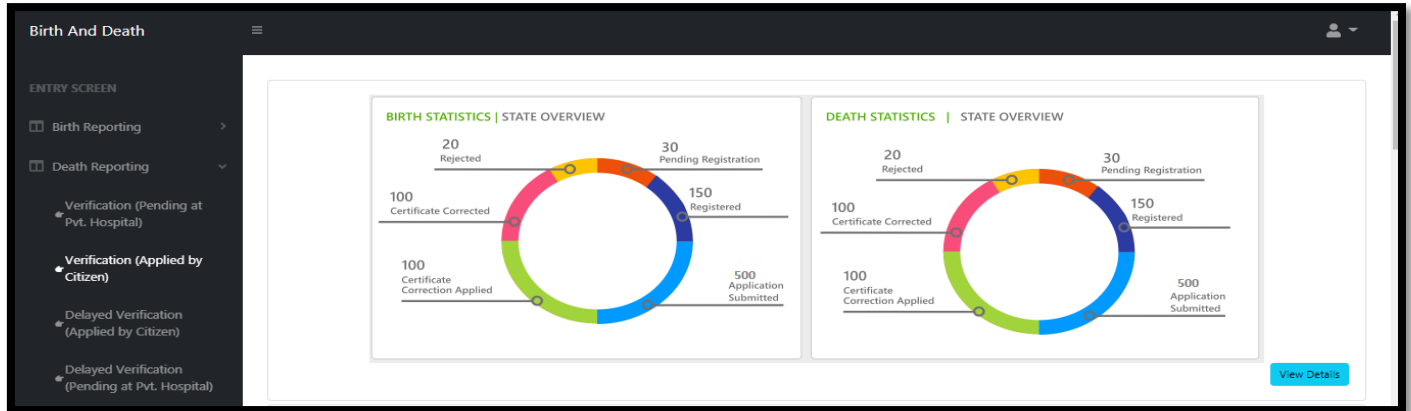 Birth And Death
ENTRY SCREEN
Birth Reporting
Death Reporting
Verification (Pending at
Pvt. Hospital)
Verification (Applied by
Citizen)
Delayed Verification
(Applied by Citizen)
Delayed Verification
(Pending at Pvt. Hospital)
BIRTH STATISTICS | STATE OVERVIEW
20
Rejected
30
Pending Registration
100
Certificate Corrected
150
Registered
100
Certificate
Correction Applied
500
Application
Submitted
DEATH STATISTICS | STATE OVERVIEW
20
Rejected
30
Pending Registration
100
Certificate Corrected
150
Registered
100
Certificate
Correction Applied
500
Application
Submitted
View Details